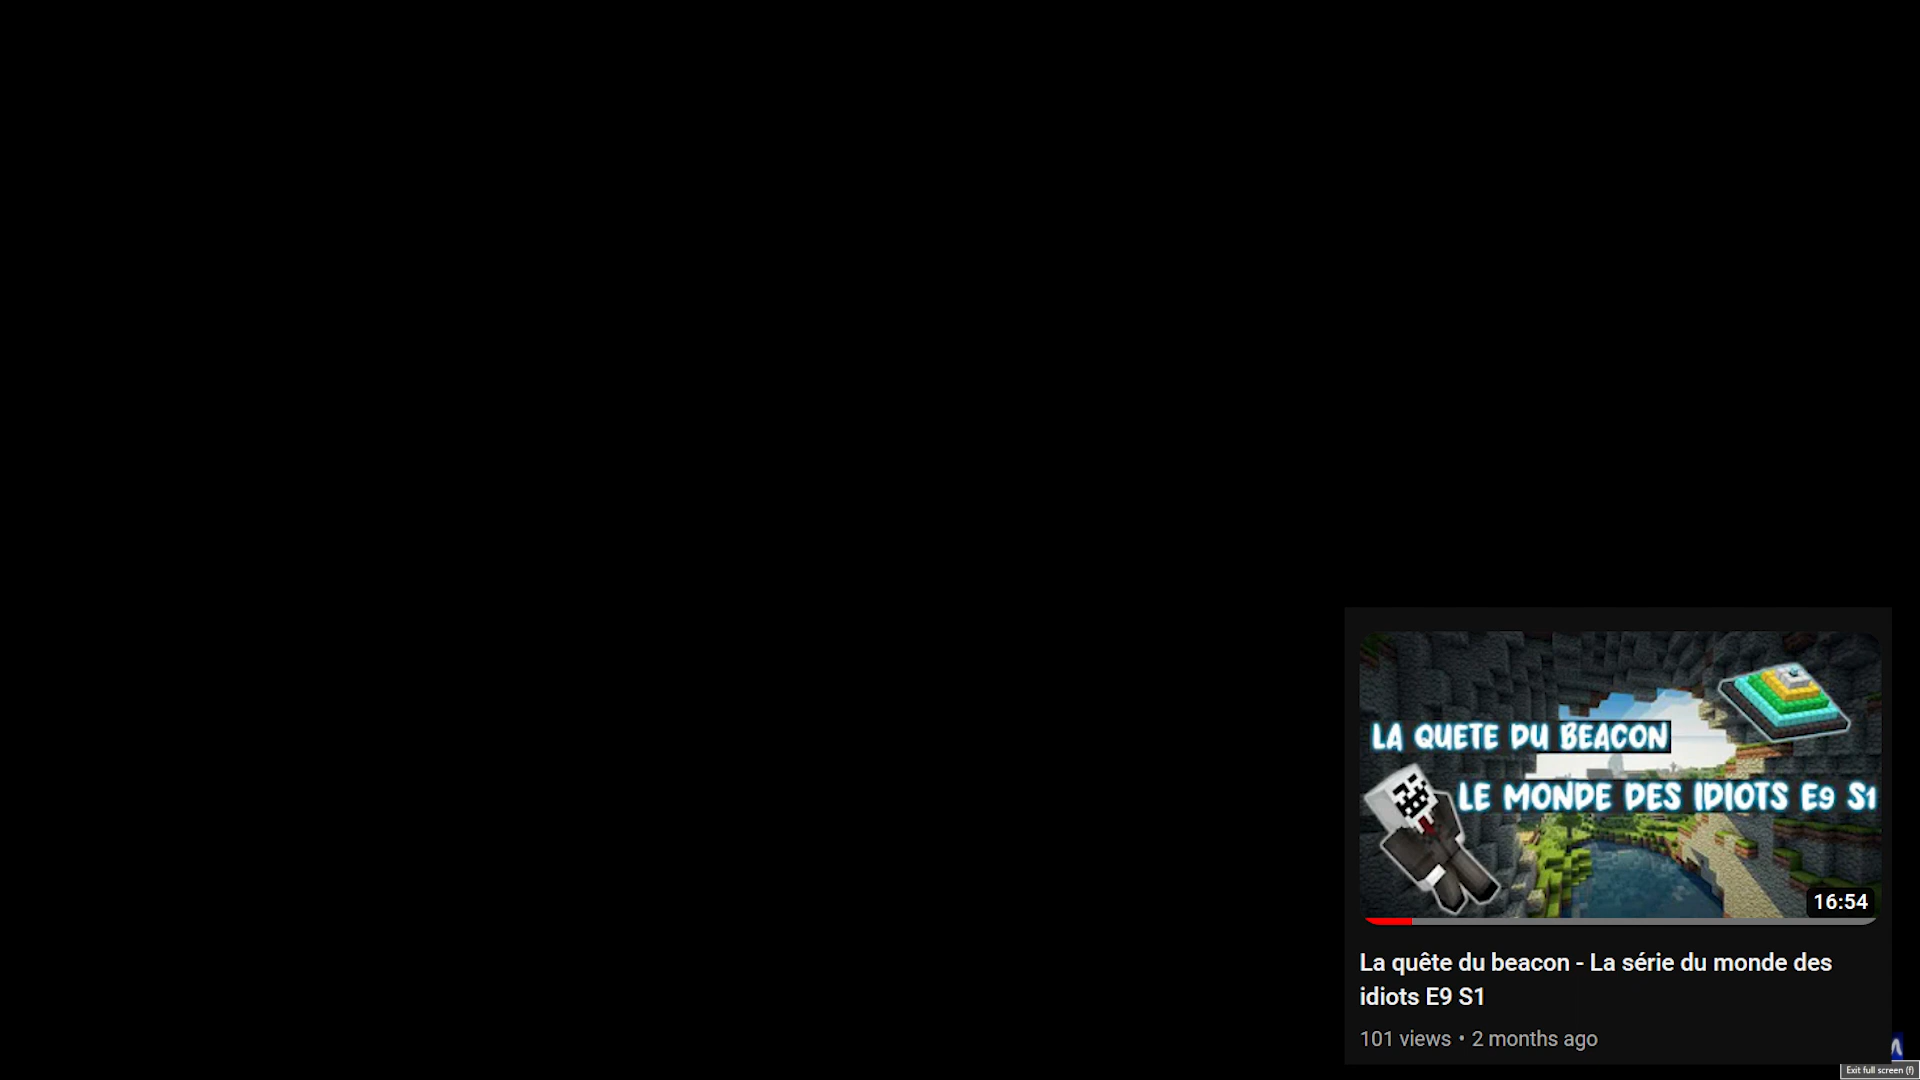 LA QUETE DU BEACON
LE MONDE DES IDIOTS E9 S1
16:54
La quête du beacon - La série du monde des
idiots E9 S1
101 views • 2 months ago
Exit full screen (f)